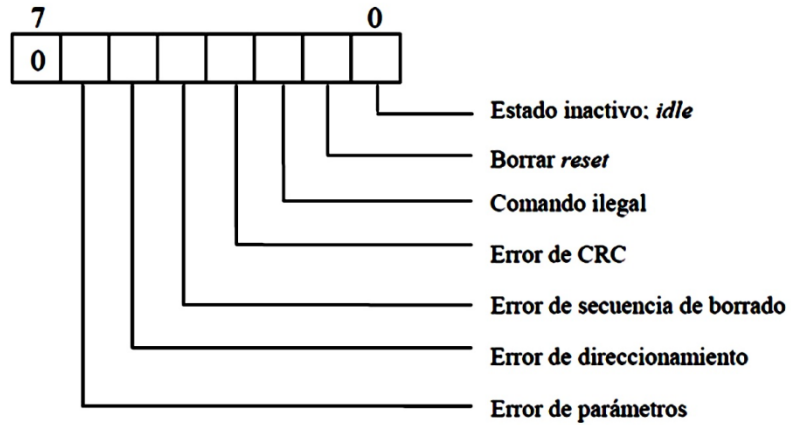 7 0
0
Estado inactivo; idle
Borrar reset
Comando ilegal
Error de CRC
Error de secuencia de borrado
Error de direccionamiento
Error de parámetros